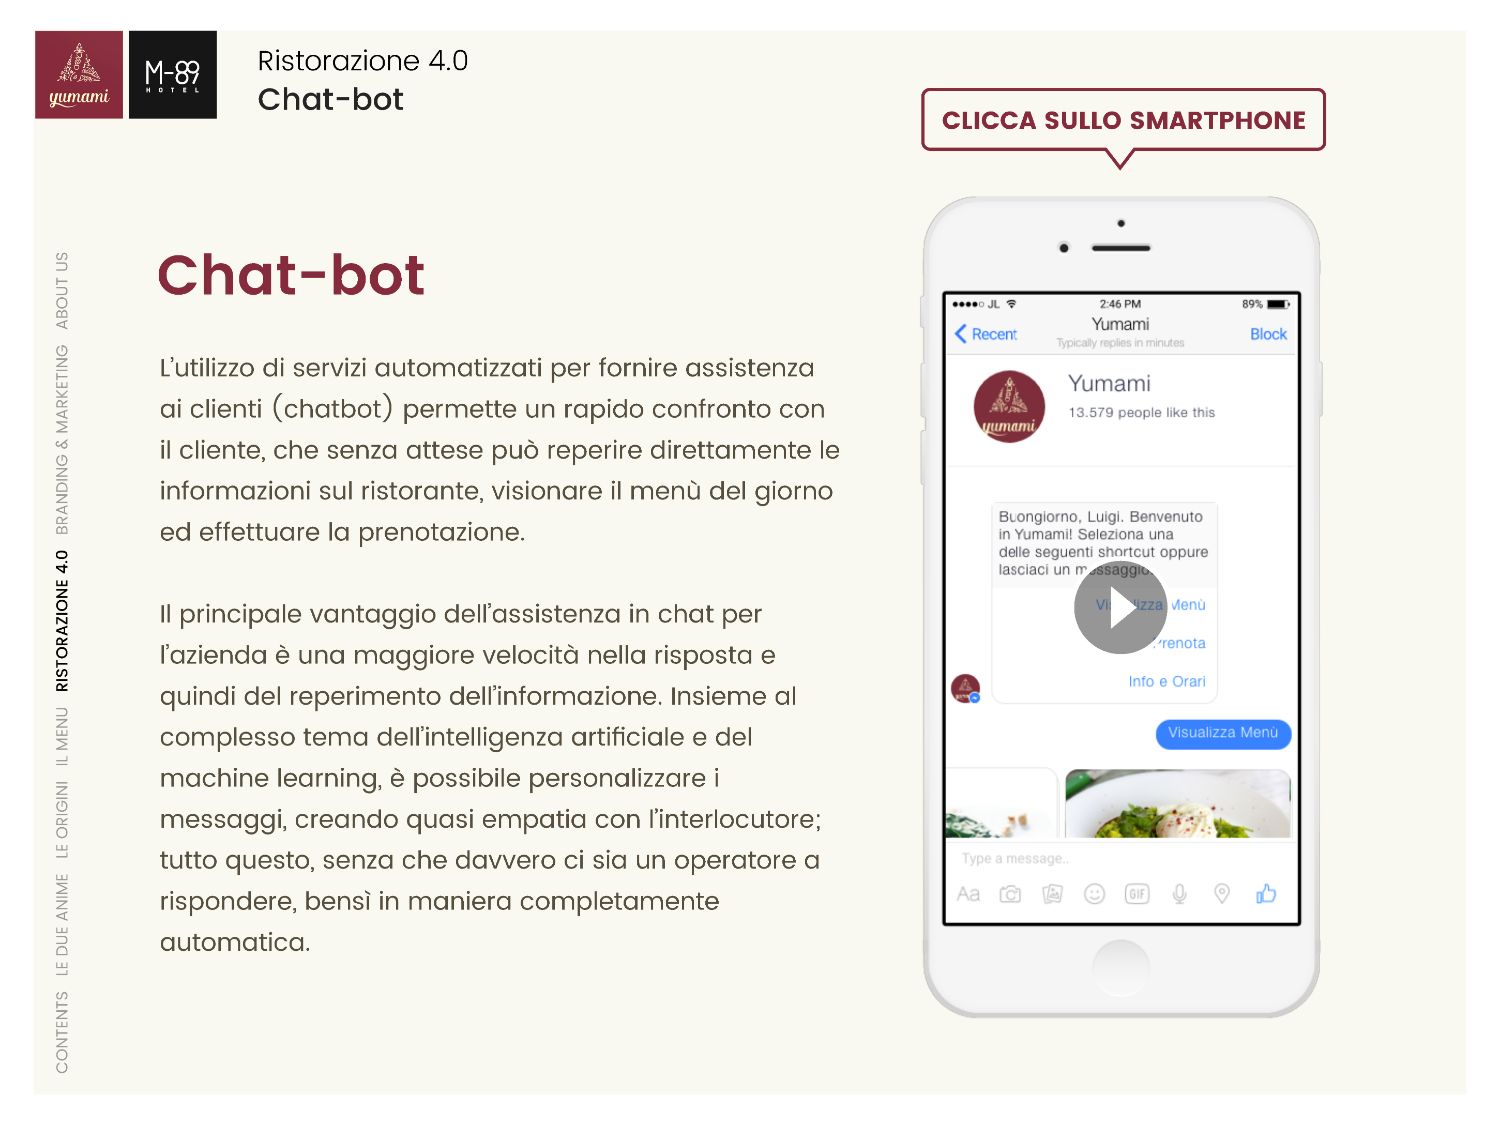 yumami
M-89
HOTEL
Ristorazione 4.0
Chat-bot
CLICCA SULLO SMARTPHONE
Chat-bot
L'utilizzo di servizi automatizzati per fornire assistenza
ai clienti (chatbot) permette un rapido confronto con
il cliente, che senza attese può reperire direttamente le
informazioni sul ristorante, visionare il menù del giorno
ed effettuare la prenotazione.
Il principale vantaggio dell'assistenza in chat per
l'azienda è una maggiore velocità nella risposta e
quindi del reperimento dell'informazione. Insieme al
complesso tema dell'intelligenza artificiale e del
machine learning, è possibile personalizzare i
messaggi, creando quasi empatia con l'interlocutore;
tutto questo, senza che davvero ci sia un operatore a
rispondere, bensì in maniera completamente
automatica.
JL 2:46 PM 89%
Recent Yumami Block
Typically replies in minutes
Yumami
13.579 people like this
yumami
Buongiorno, Luigi. Benvenuto
in Yumami! Seleziona una
delle seguenti shortcut oppure
lasciaci un messaggio.
Visualizza Menù
Prenota
Info e Orari
Visualizza Menù
Type a message..
Aa GIF
CONTENTS LE DUE ANIME LE ORIGINI IL MENU RISTORAZIONE 4.0 BRANDING & MARKETING ABOUT US